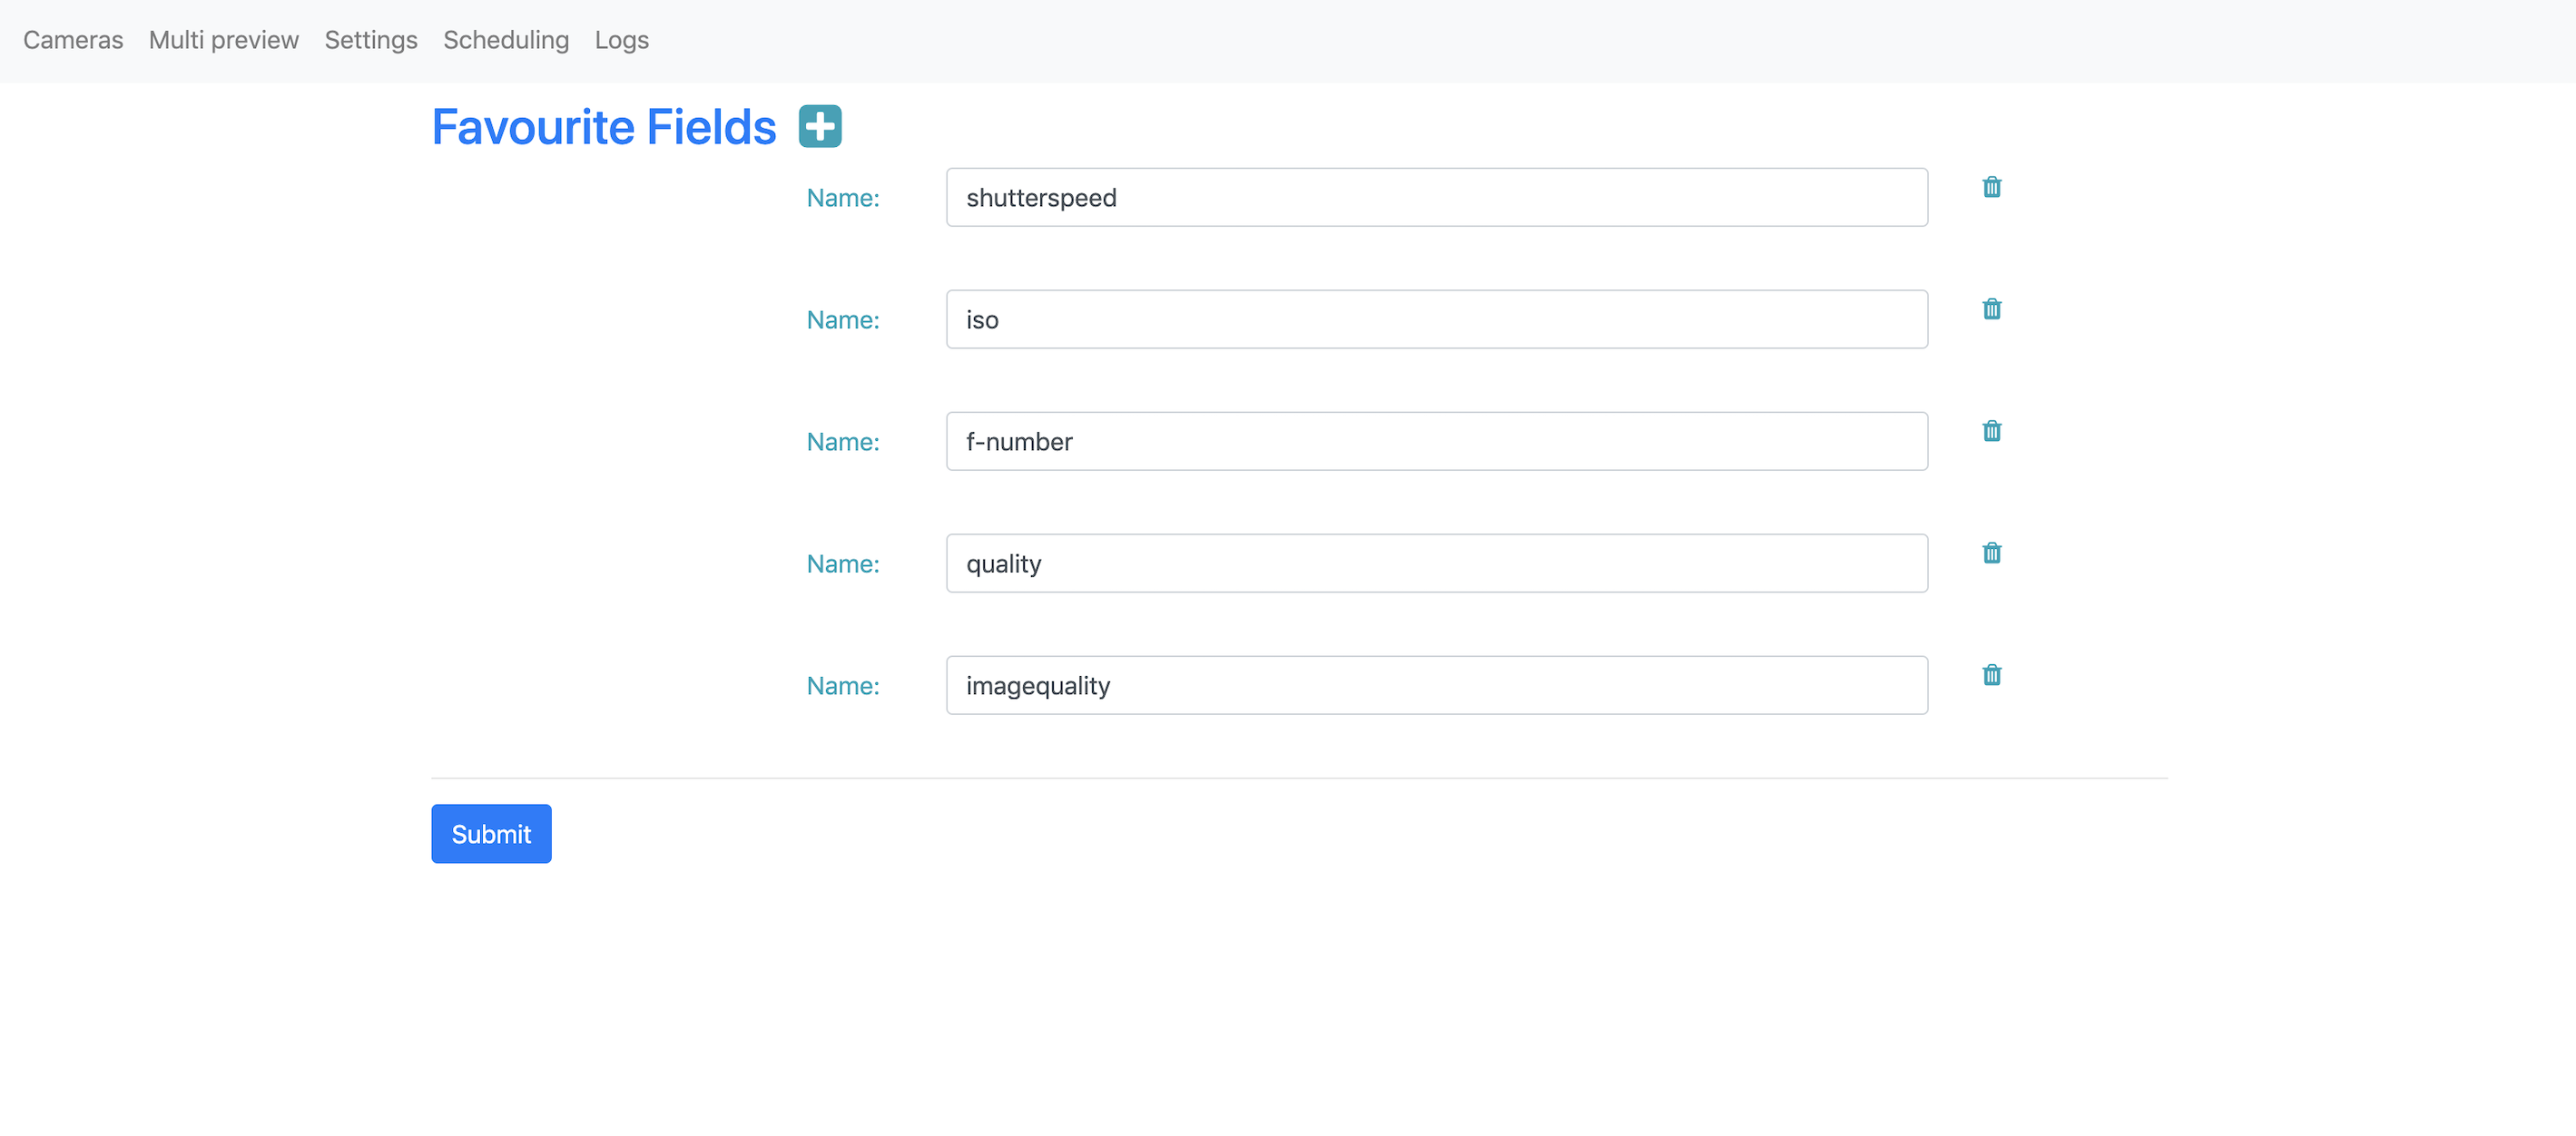 Cameras Multi preview Settings Scheduling Logs
Favourite Fields
Name: shutterspeed
Name: iso
Name: f-number
Name: quality
Name: imagequality
Submit